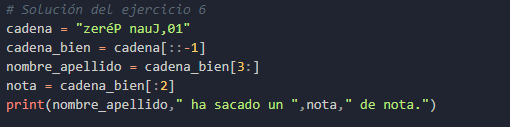 # Solución del ejercicio 6
cadena = "zeréP nauJ,01"
cadena_bien = cadena[::-1]
nombre_apellido = cadena_bien[3:]
nota = cadena_bien[:2]
print(nombre_apellido," ha sacado un ",nota," de nota.")